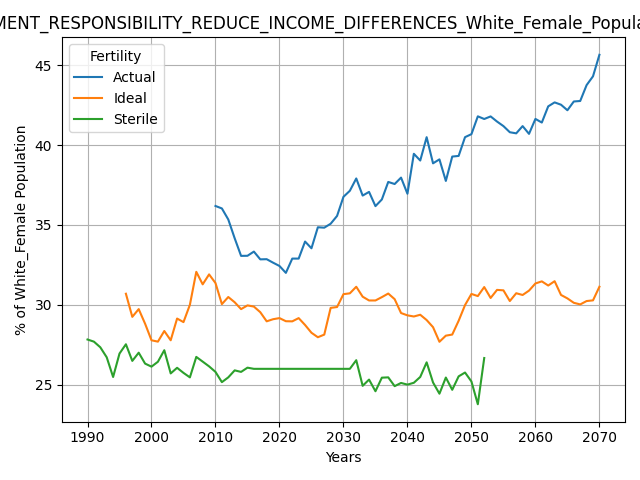 MENT_RESPONSIBILITY_REDUCE_INCOME_DIFFERENCES_White_Female_Popula
Fertility
Actual
Ideal
Sterile
% of White_Female Population
45
40
35
30
25
1990
2000
2010
2020
2030
2040
2050
2060
2070
Years